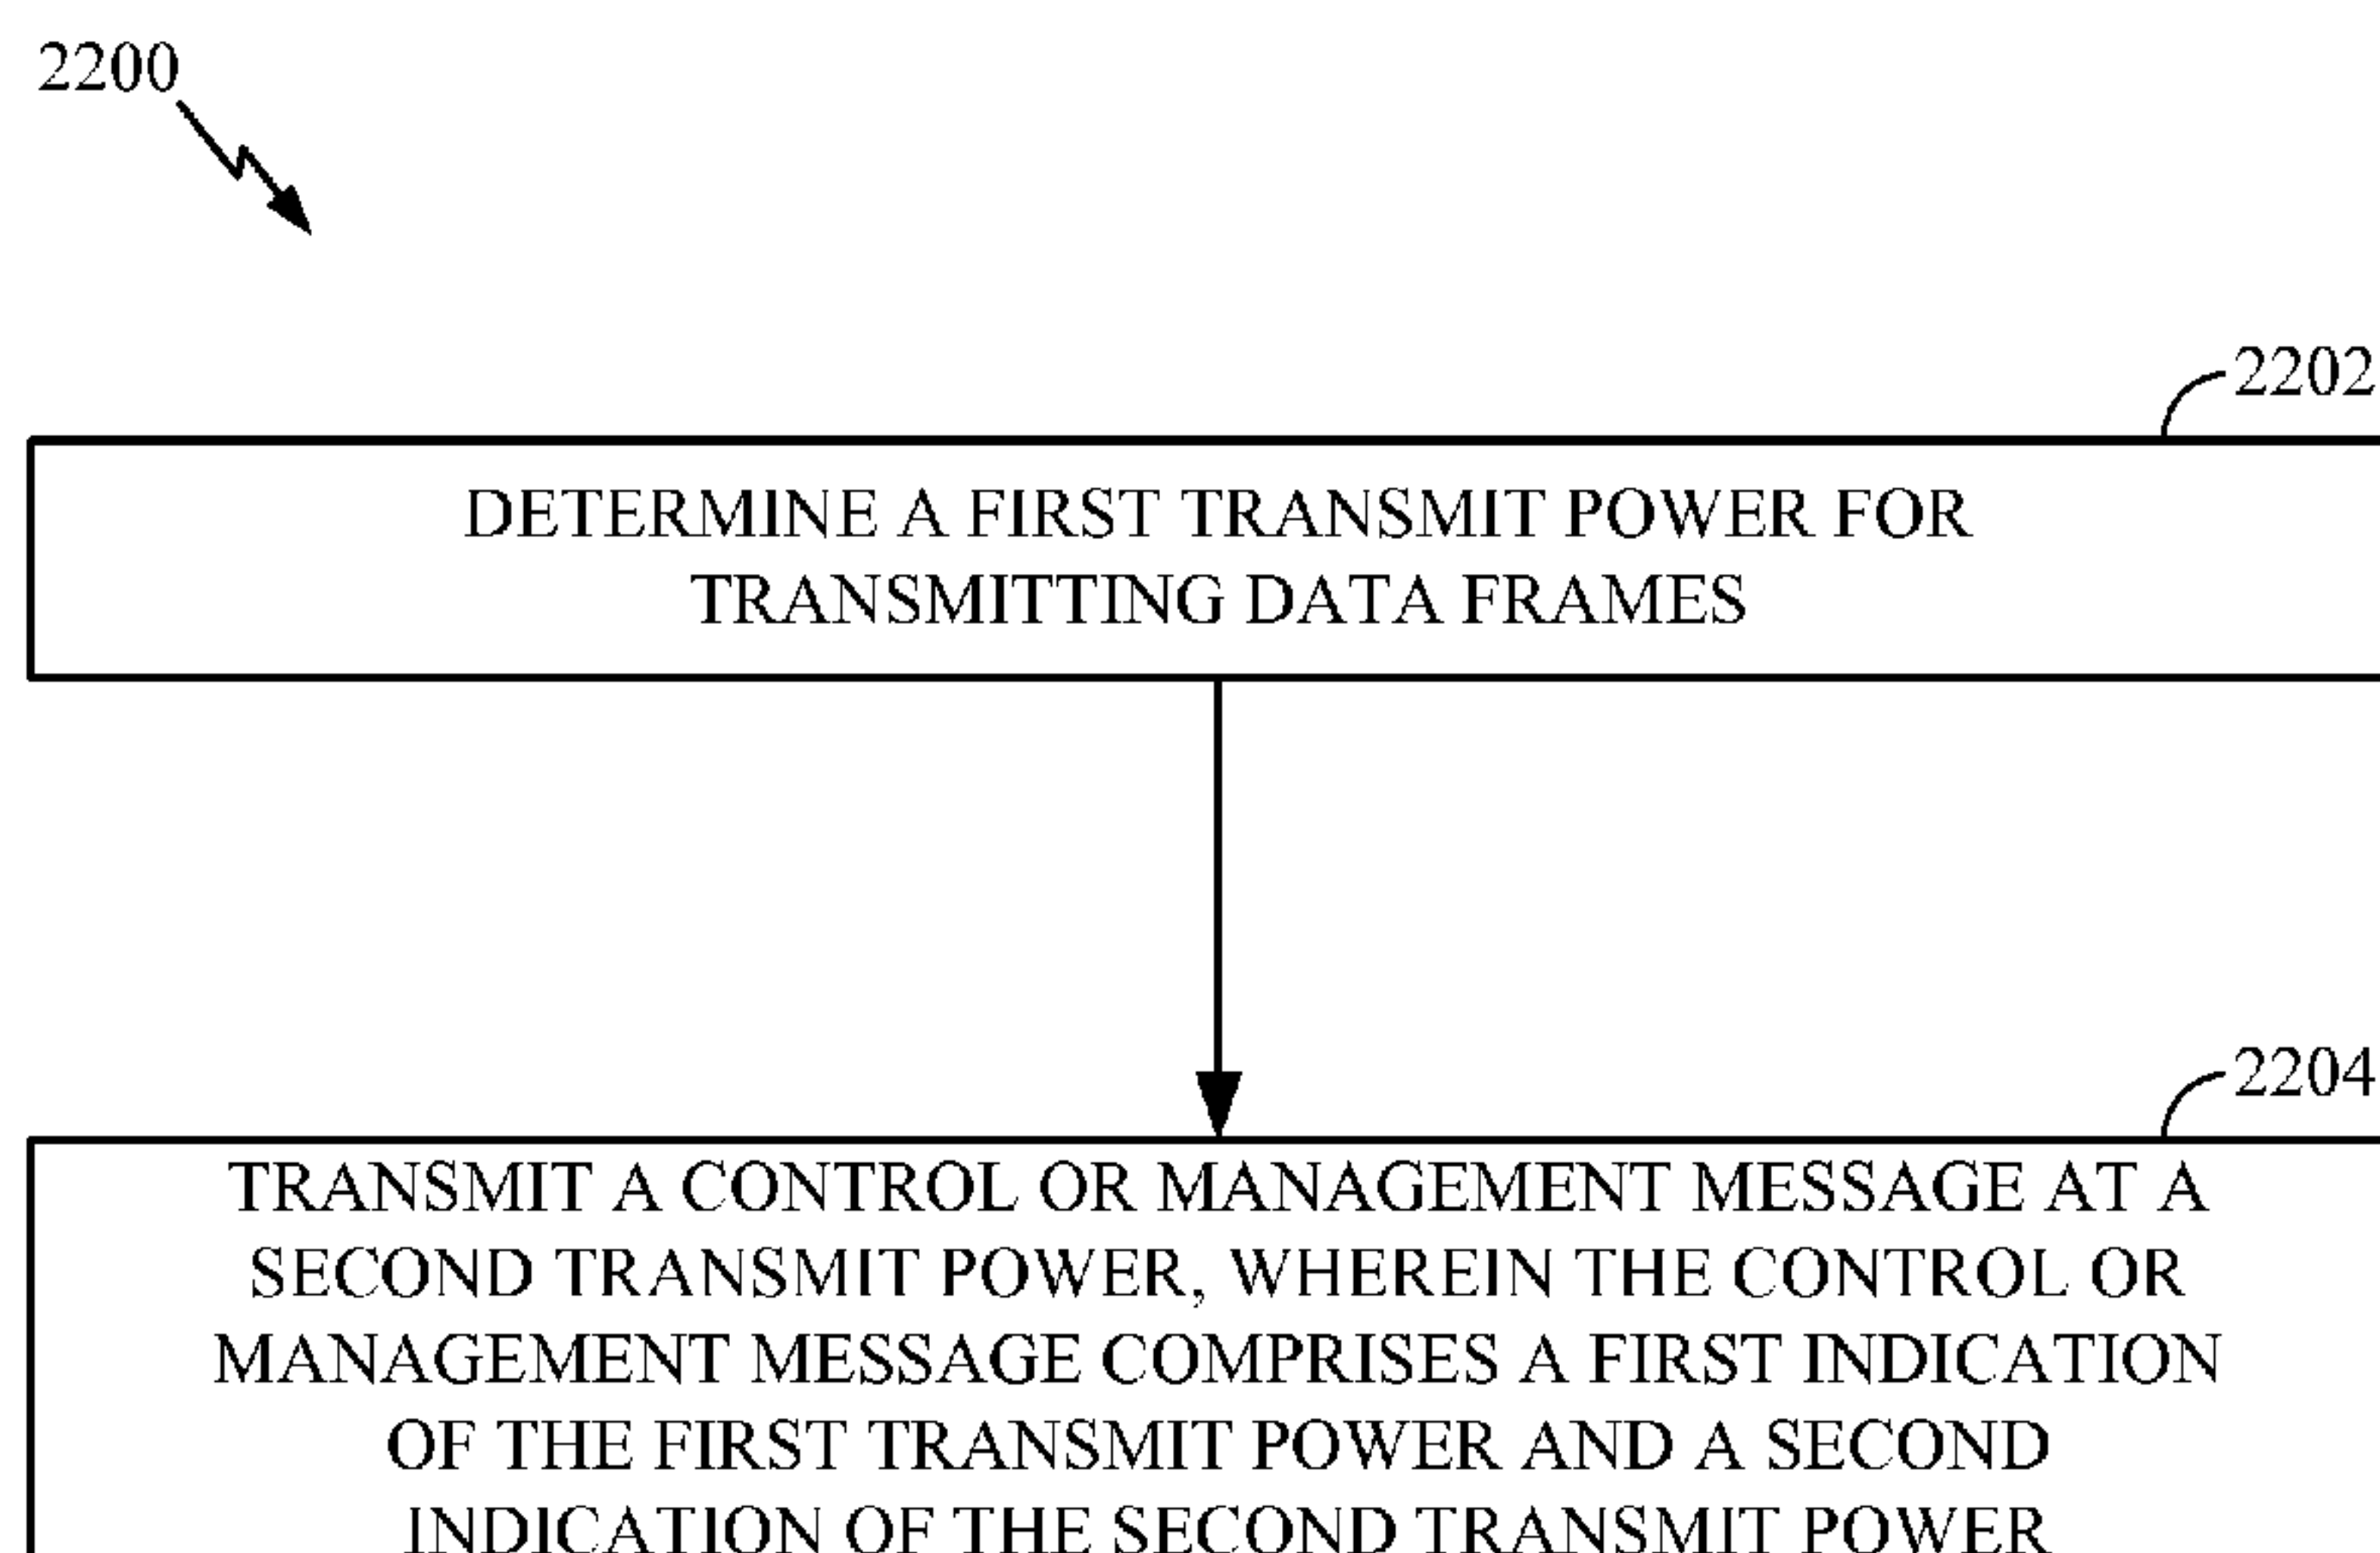 2200
2202
DETERMINE A FIRST TRANSMIT POWER FOR
TRANSMITTING DATA FRAMES
2204
TRANSMIT A CONTROL OR MANAGEMENT MESSAGE AT A
SECOND TRANSMIT POWER, WHEREIN THE CONTROL OR
MANAGEMENT MESSAGE COMPRISES A FIRST INDICATION
OF THE FIRST TRANSMIT POWER AND A SECOND
INDICATION OF THE SECOND TRANSMIT POWER